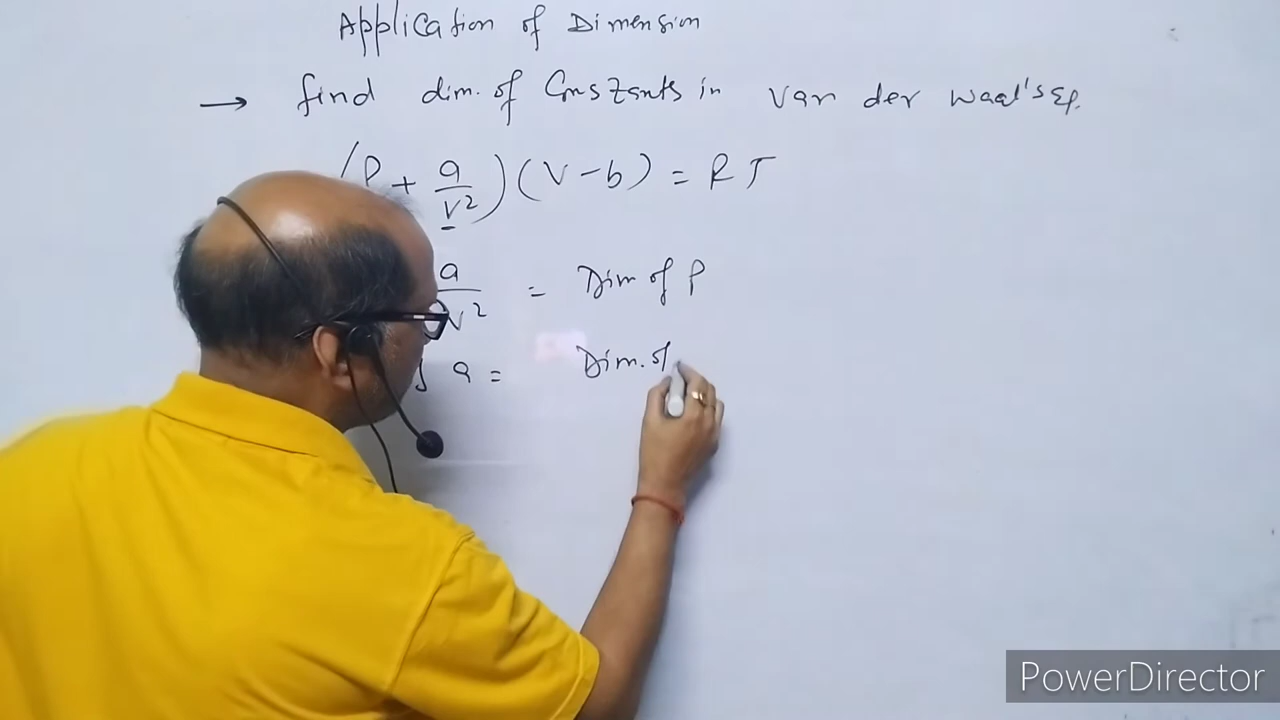 Application of Dimension
→ find dim. of Constants in van der waal's Eq.
(P + a/v²)(v - b) = R T
a/v² = Dim of P
f a = Dim. of
PowerDirector